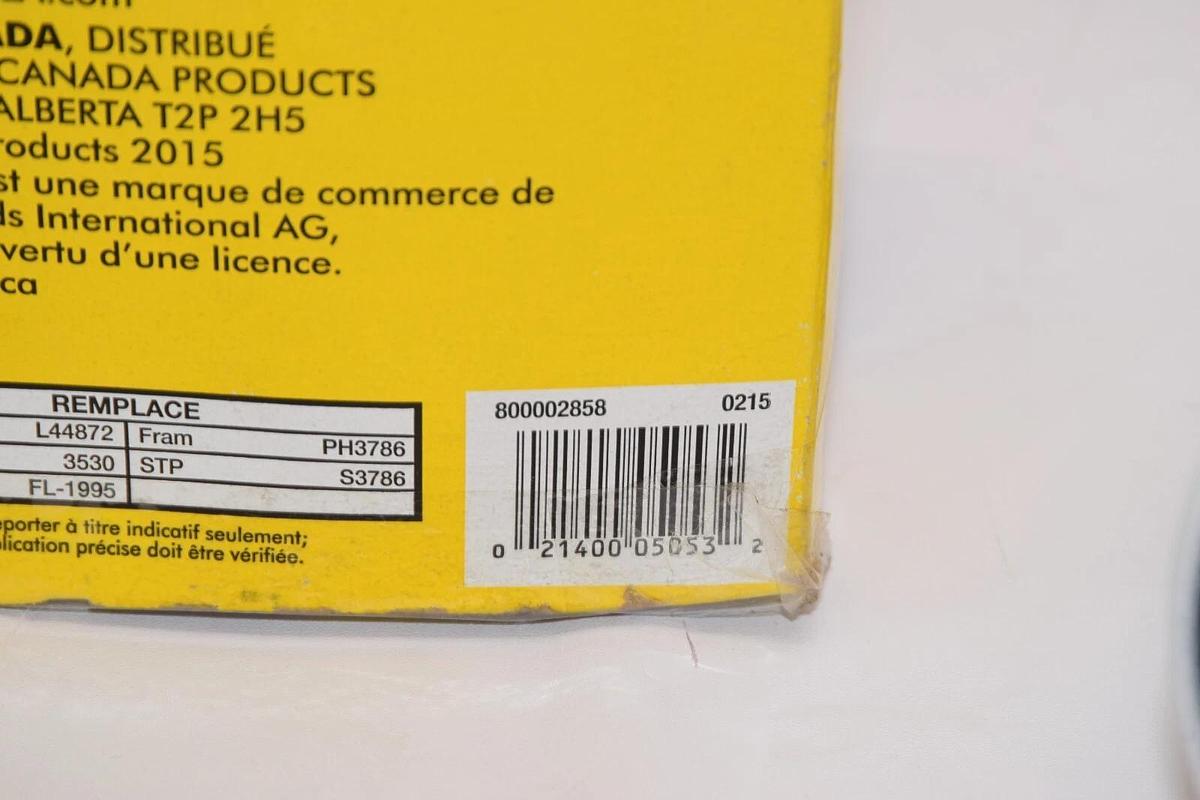 ADA, DISTRIBUÉ
CANADA PRODUCTS
ALBERTA T2P 2H5
roducts 2015
st une marque de commerce de
ds International AG,
vertu d'une licence.
ca
REMPLACE
L44872 Fram PH3786
3530 STP S3786
FL-1995
eporter à titre indicatif seulement;
lication précise doit être vérifiée.
800002858 0215
0 21400 05053 2